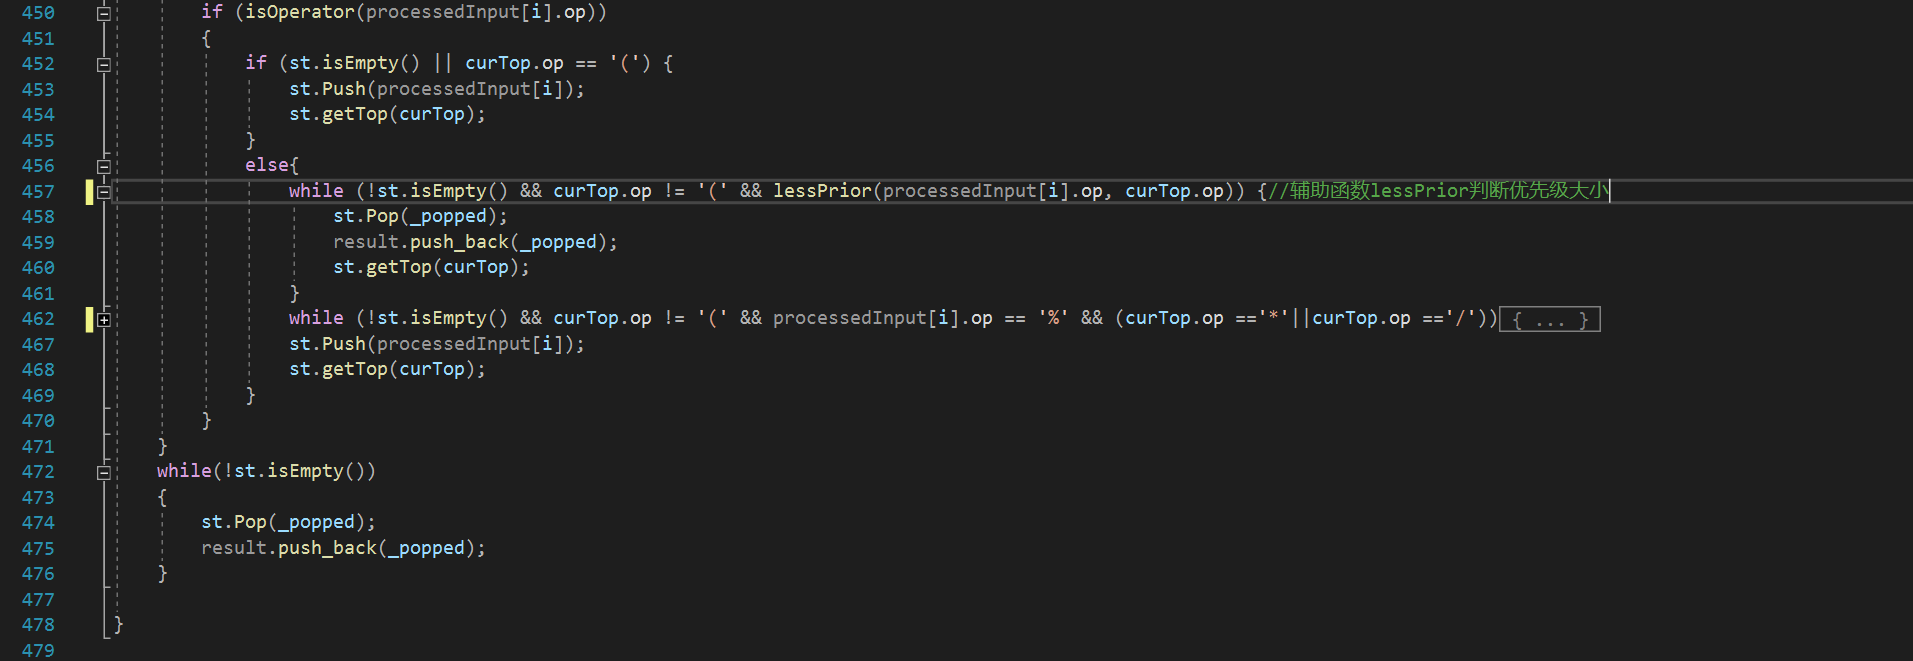 450 if (isOperator(processedInput[i].op))
451 {
452 if (st.isEmpty() || curTop.op == '(') {
453 st.Push(processedInput[i]);
454 st.getTop(curTop);
455 }
456 else{
457 while (!st.isEmpty() && curTop.op != '(' && lessPrior(processedInput[i].op, curTop.op)) {//辅助函数lessPrior判断优先级大小
458 st.Pop(_popped);
459 result.push_back(_popped);
460 st.getTop(curTop);
461 }
462 while (!st.isEmpty() && curTop.op != '(' && processedInput[i].op == '%' && (curTop.op =='*'||curTop.op =='/')){ ... }
467 st.Push(processedInput[i]);
468 st.getTop(curTop);
469 }
470 }
471 }
472 while(!st.isEmpty())
473 {
474 st.Pop(_popped);
475 result.push_back(_popped);
476 }
477
478 }
479